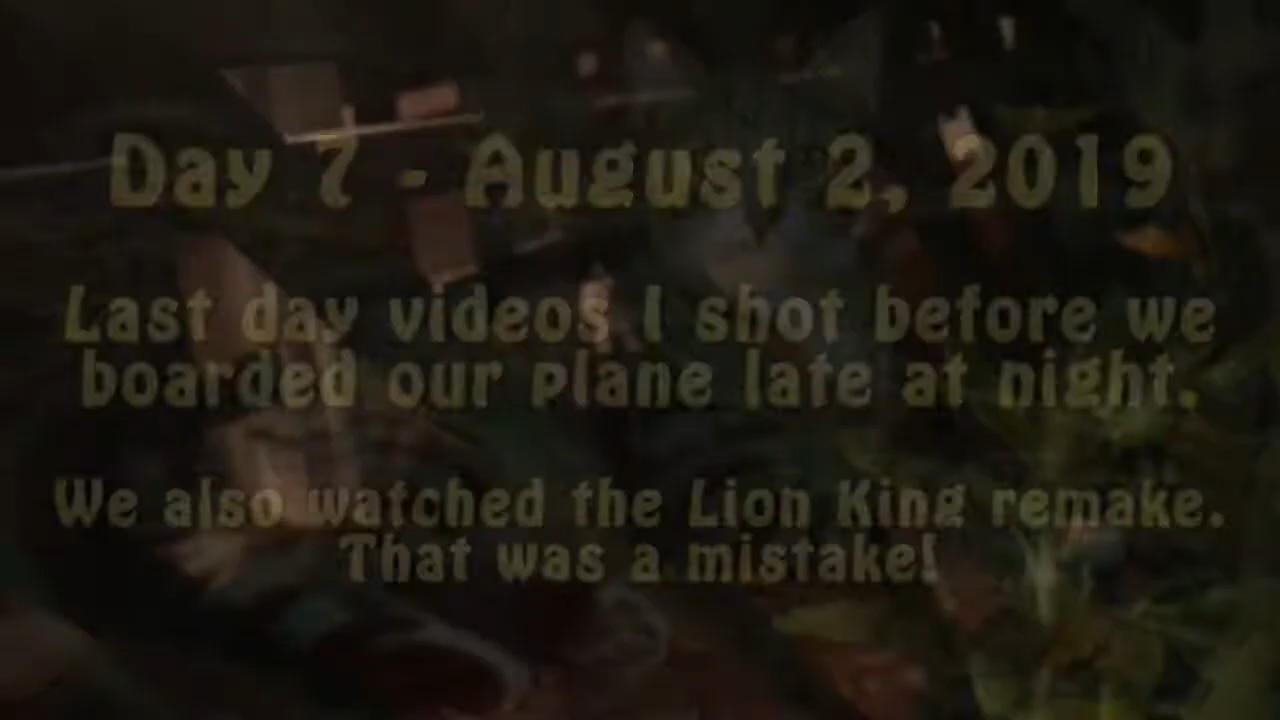 Day 7 - August 2, 2019
Last day videos I shot before we
boarded our plane late at night.
We also watched the Lion King remake.
That was a mistake!